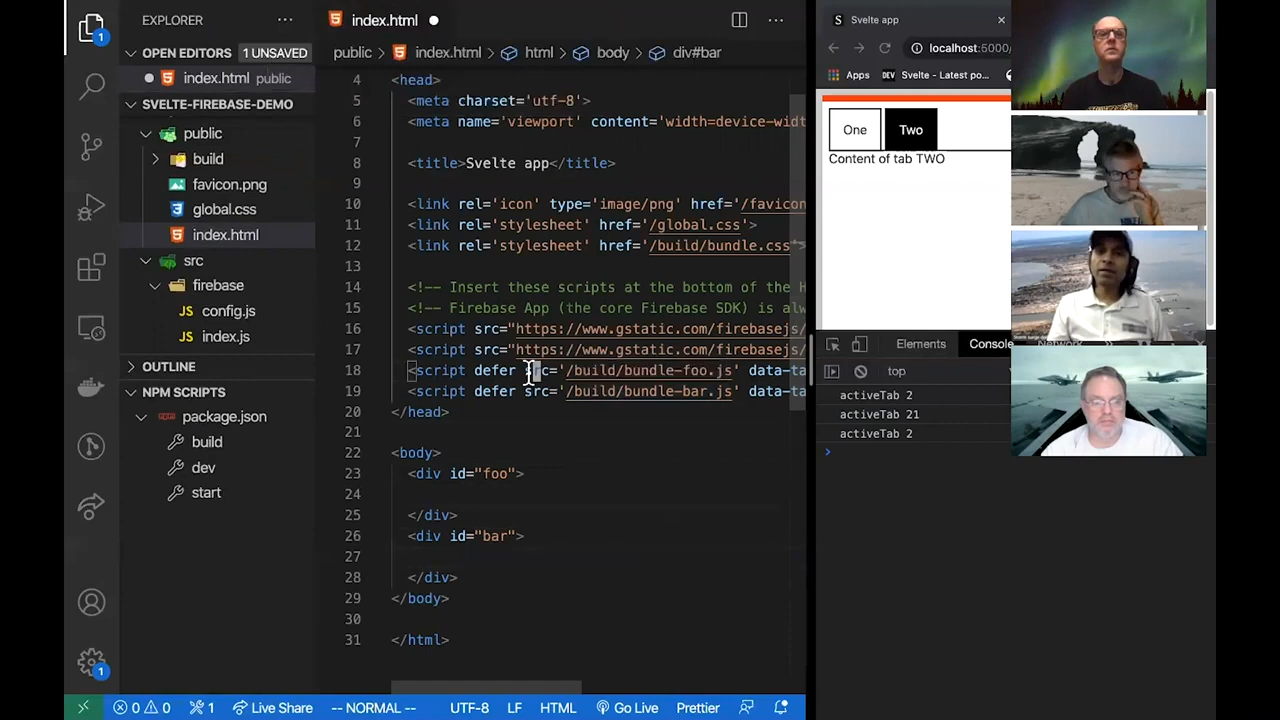 EXPLORER
OPEN EDITORS 1 UNSAVED
index.html public
SVELTE-FIREBASE-DEMO
public
build
favicon.png
global.css
index.html
src
firebase
config.js
index.js
OUTLINE
NPM SCRIPTS
package.json
build
dev
start
1
1
index.html
public > index.html > html > body > div#bar
4 <head>
5 <meta charset='utf-8'>
6 <meta name='viewport' content='width=device-widt
7
8 <title>Svelte app</title>
9
10 <link rel='icon' type='image/png' href='/favicon
11 <link rel='stylesheet' href='/global.css'>
12 <link rel='stylesheet' href='/build/bundle.css'>
13
14 <!-- Insert these scripts at the bottom of the H
15 <!-- Firebase App (the core Firebase SDK) is alw
16 <script src="https://www.gstatic.com/firebasejs/
17 <script src="https://www.gstatic.com/firebasejs/
18 <script defer src='/build/bundle-foo.js' data-ta
19 <script defer src='/build/bundle-bar.js' data-ta
20 </head>
21
22 <body>
23 <div id="foo">
24
25 </div>
26 <div id="bar">
27
28 </div>
29 </body>
30
31 </html>
0 0 1 Live Share -- NORMAL -- UTF-8 LF HTML Go Live Prettier
Svelte app
localhost:5000/
Apps DEV Svelte - Latest po...
One Two
Content of tab TWO
Elements Console Network
top
activeTab 2
activeTab 21
activeTab 2